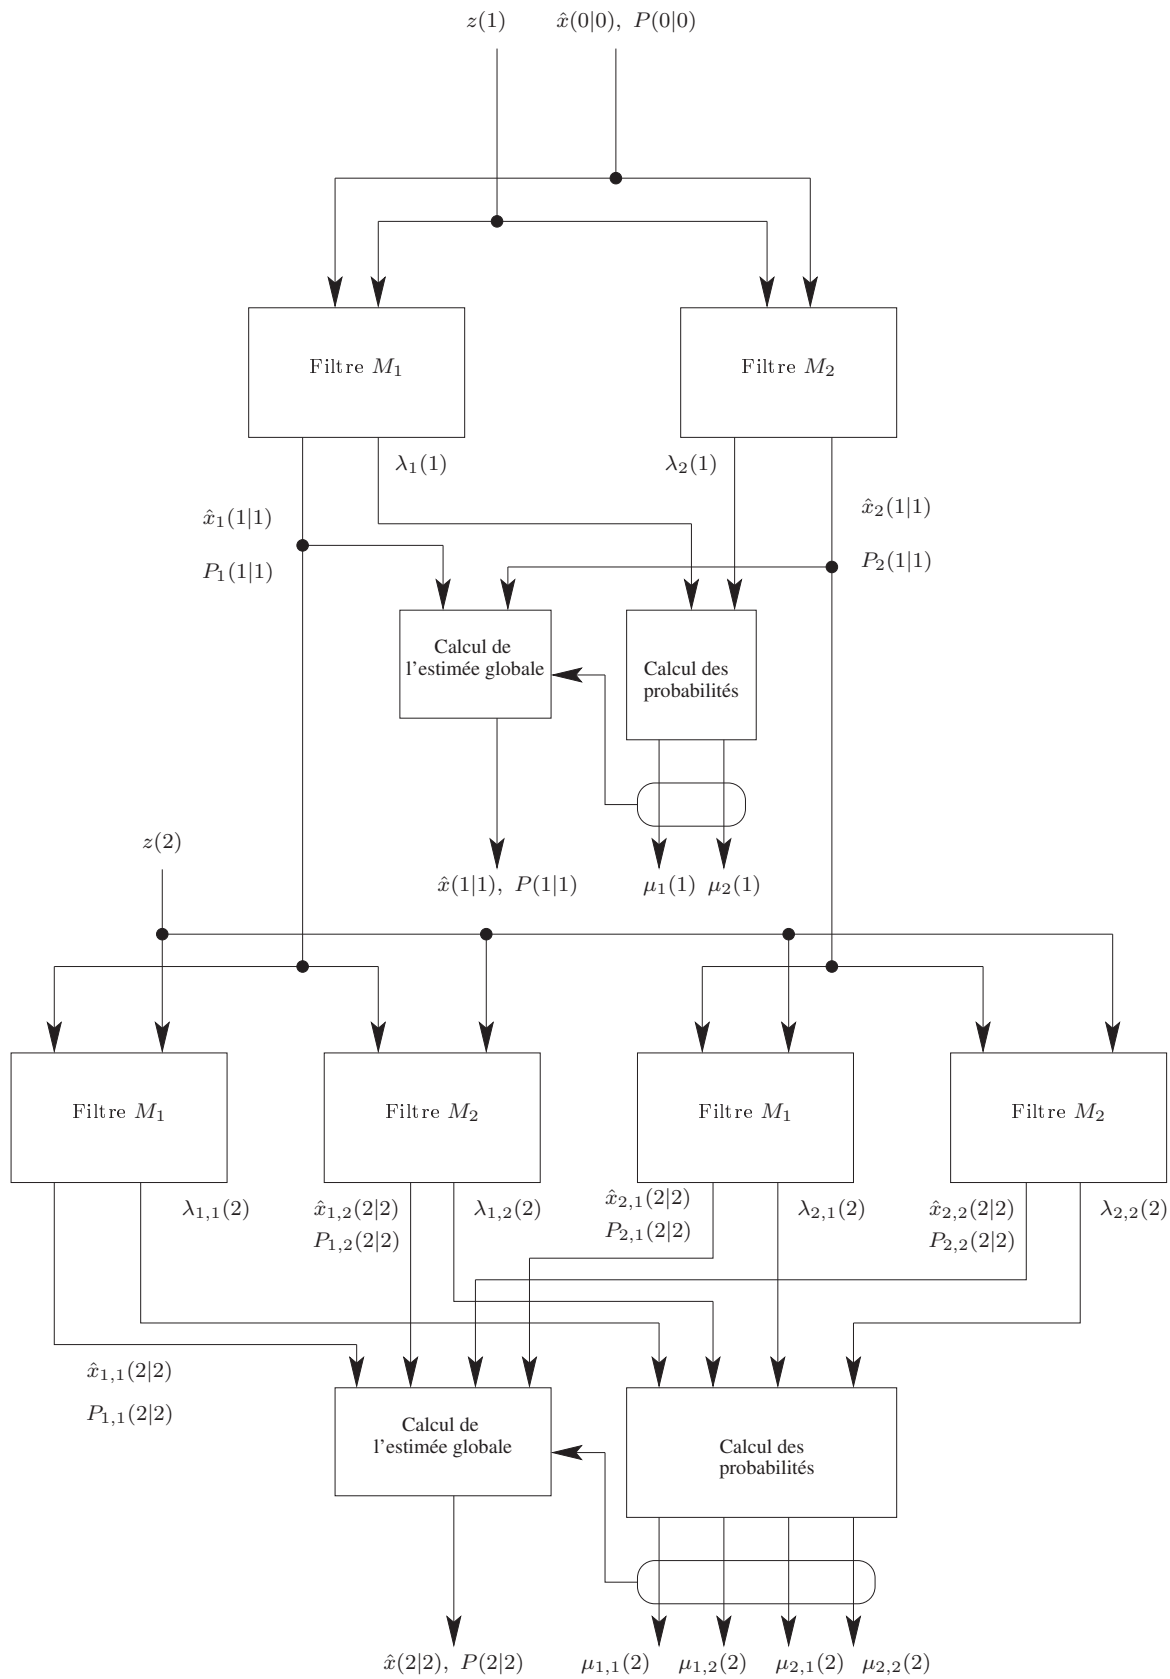 z(1) x̂(0|0), P(0|0)
Filtre M₁ Filtre M₂
λ₁(1) λ₂(1)
x̂₁(1|1) x̂₂(1|1)
P₁(1|1) P₂(1|1)
Calcul de
l'estimée globale
Calcul des
probabilités
z(2)
x̂(1|1), P(1|1) μ₁(1) μ₂(1)
Filtre M₁ Filtre M₂ Filtre M₁ Filtre M₂
λ₁,₁(2) x̂₁,₂(2|2) λ₁,₂(2) x̂₂,₁(2|2) λ₂,₁(2) x̂₂,₂(2|2) λ₂,₂(2)
P₁,₂(2|2) P₂,₁(2|2) P₂,₂(2|2)
x̂₁,₁(2|2)
P₁,₁(2|2)
Calcul de
l'estimée globale
Calcul des
probabilités
x̂(2|2), P(2|2) μ₁,₁(2) μ₁,₂(2) μ₂,₁(2) μ₂,₂(2)